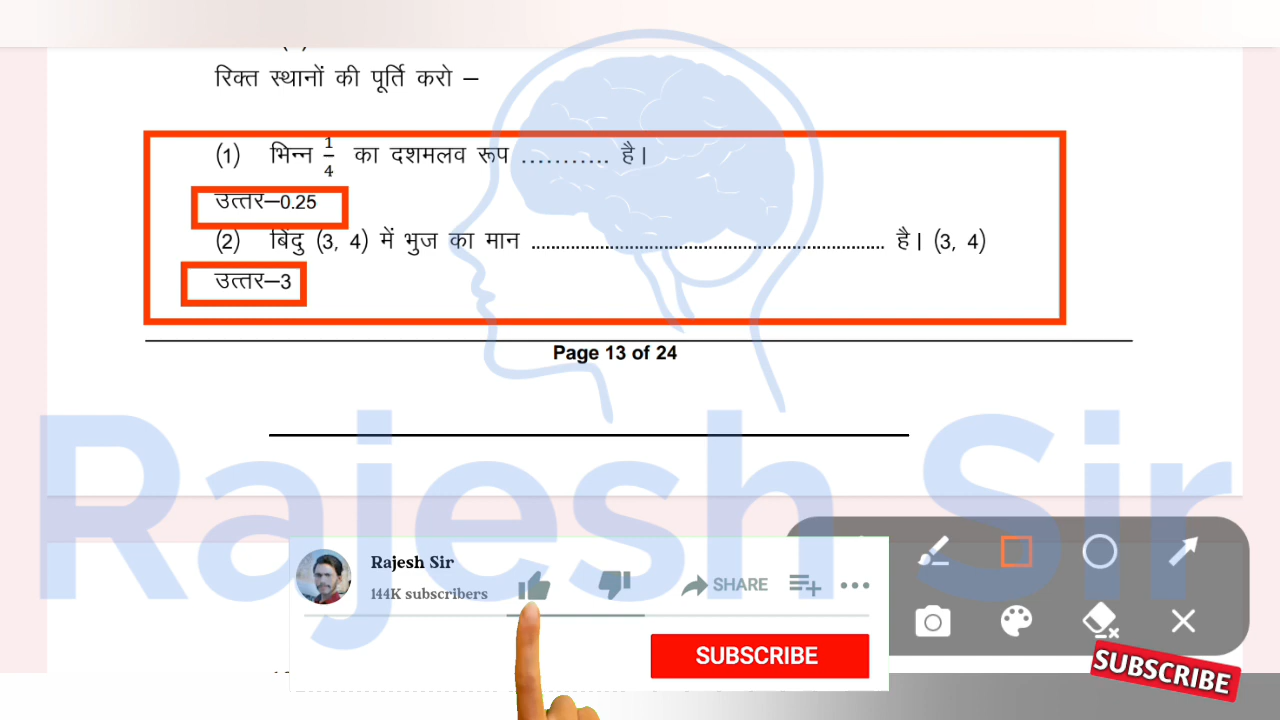 रिक्त स्थानों की पूर्ति करो –
(1) भिन्न 1/4 का दशमलव रूप ........... है।
उत्तर–0.25
(2) बिंदु (3, 4) में भुज का मान ........................................................................ है। (3, 4)
उत्तर–3
Page 13 of 24
Rajesh Sir
Rajesh Sir
144K subscribers
SHARE
SUBSCRIBE
SUBSCRIBE